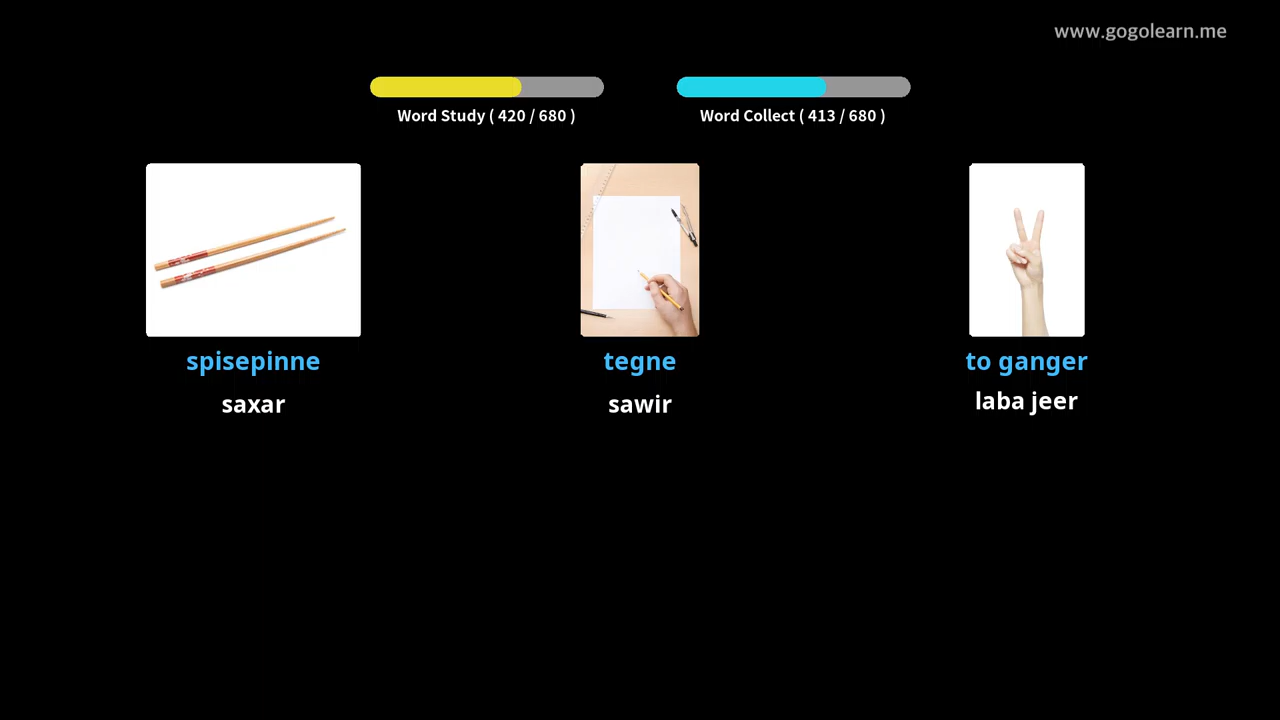 www.gogolearn.me
Word Study ( 420 / 680 )
Word Collect ( 413 / 680 )
spisepinne
saxar
tegne
sawir
to ganger
laba jeer